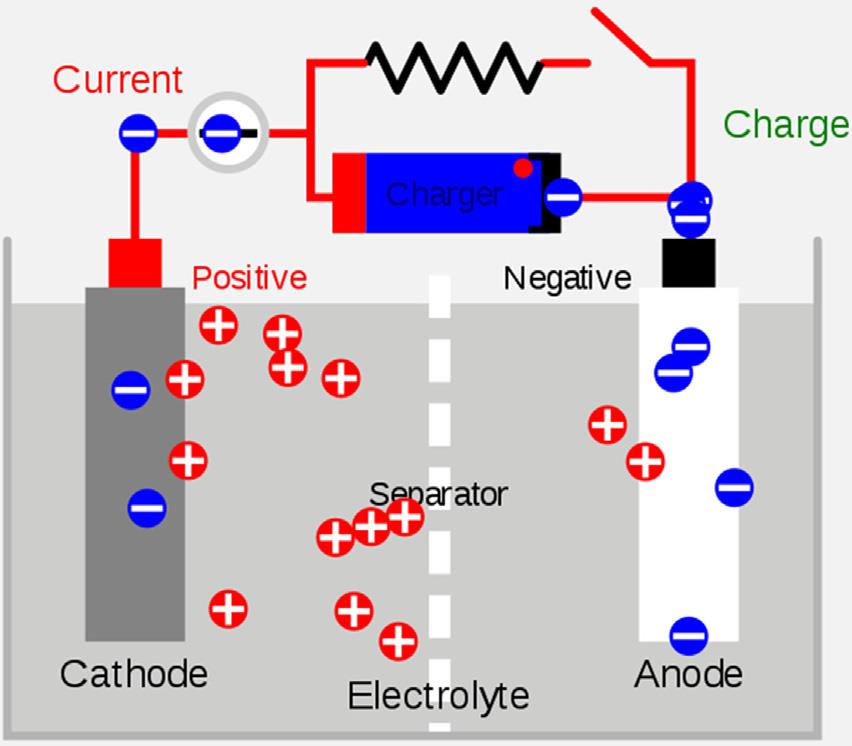 Current
Charge
Charger
Positive
Negative
Separator
Cathode
Electrolyte
Anode